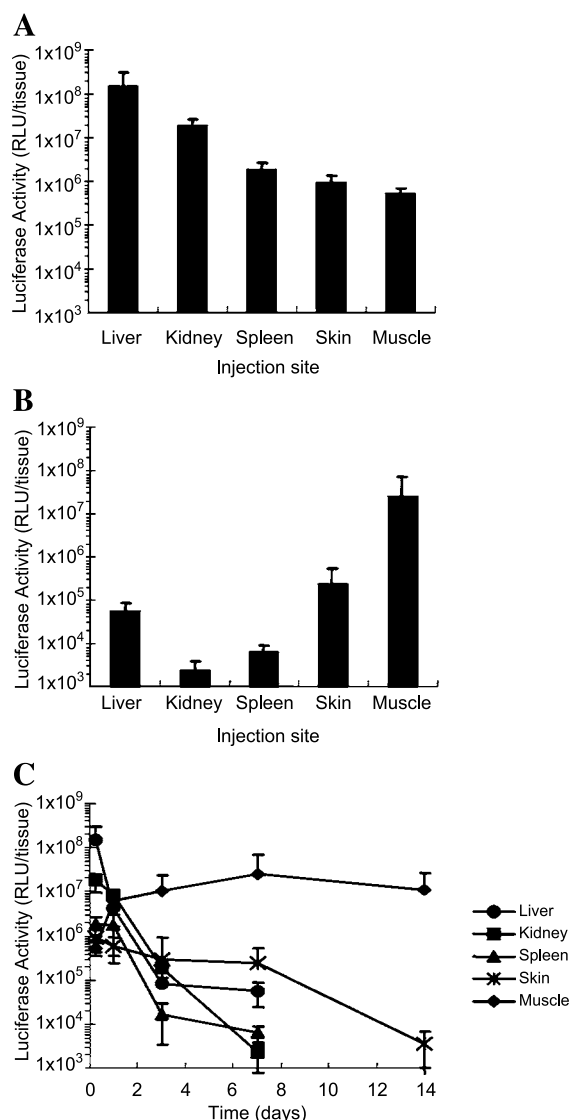 A
Luciferase Activity (RLU/tissue)
1x10⁹
1x10⁸
1x10⁷
1x10⁶
1x10⁵
1x10⁴
1x10³
Liver Kidney Spleen Skin Muscle
Injection site
B
Luciferase Activity (RLU/tissue)
1x10⁹
1x10⁸
1x10⁷
1x10⁶
1x10⁵
1x10⁴
1x10³
Liver Kidney Spleen Skin Muscle
Injection site
C
Luciferase Activity (RLU/tissue)
1x10⁹
1x10⁸
1x10⁷
1x10⁶
1x10⁵
1x10⁴
1x10³
0 2 4 6 8 10 12 14
Time (days)
Liver
Kidney
Spleen
Skin
Muscle